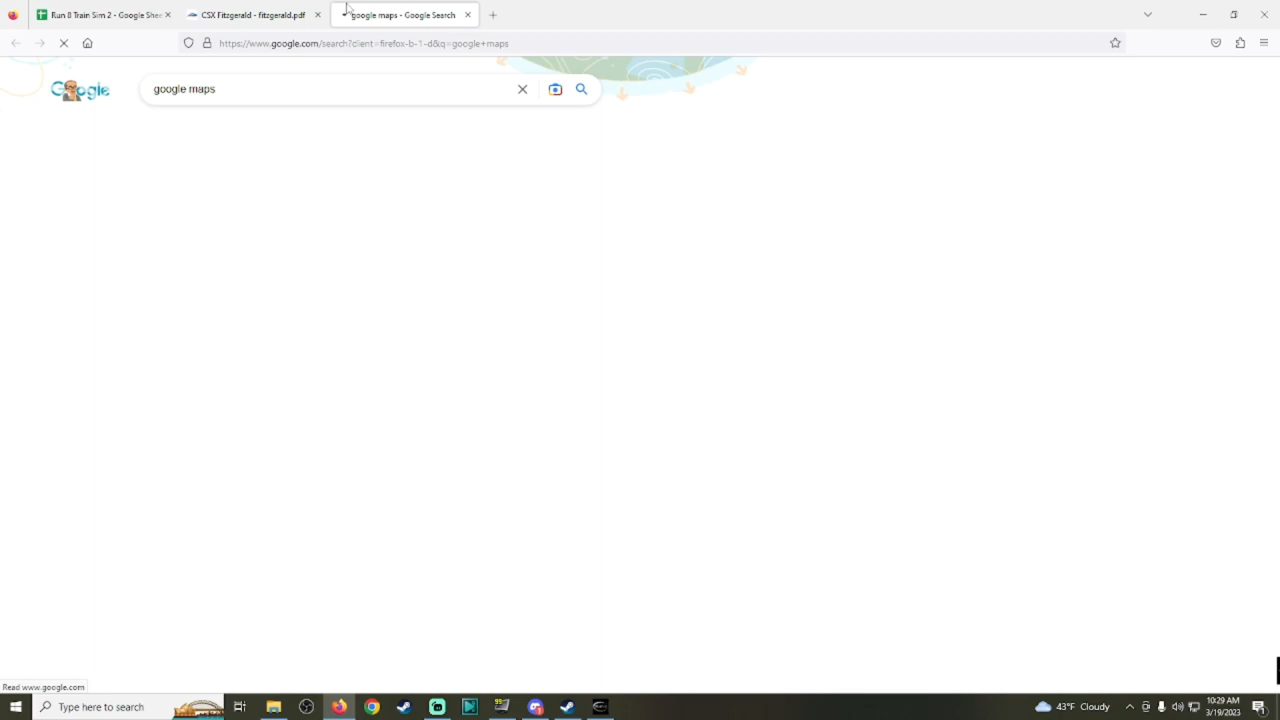 Run 8 Train Sim 2 - Google Shee
CSX Fitzgerald - fitzgerald.pdf
google maps - Google Search
https://www.google.com/search?client=firefox-b-1-d&q=google+maps
Google
google maps
Read www.google.com
Type here to search
43°F Cloudy
10:29 AM
3/19/2023